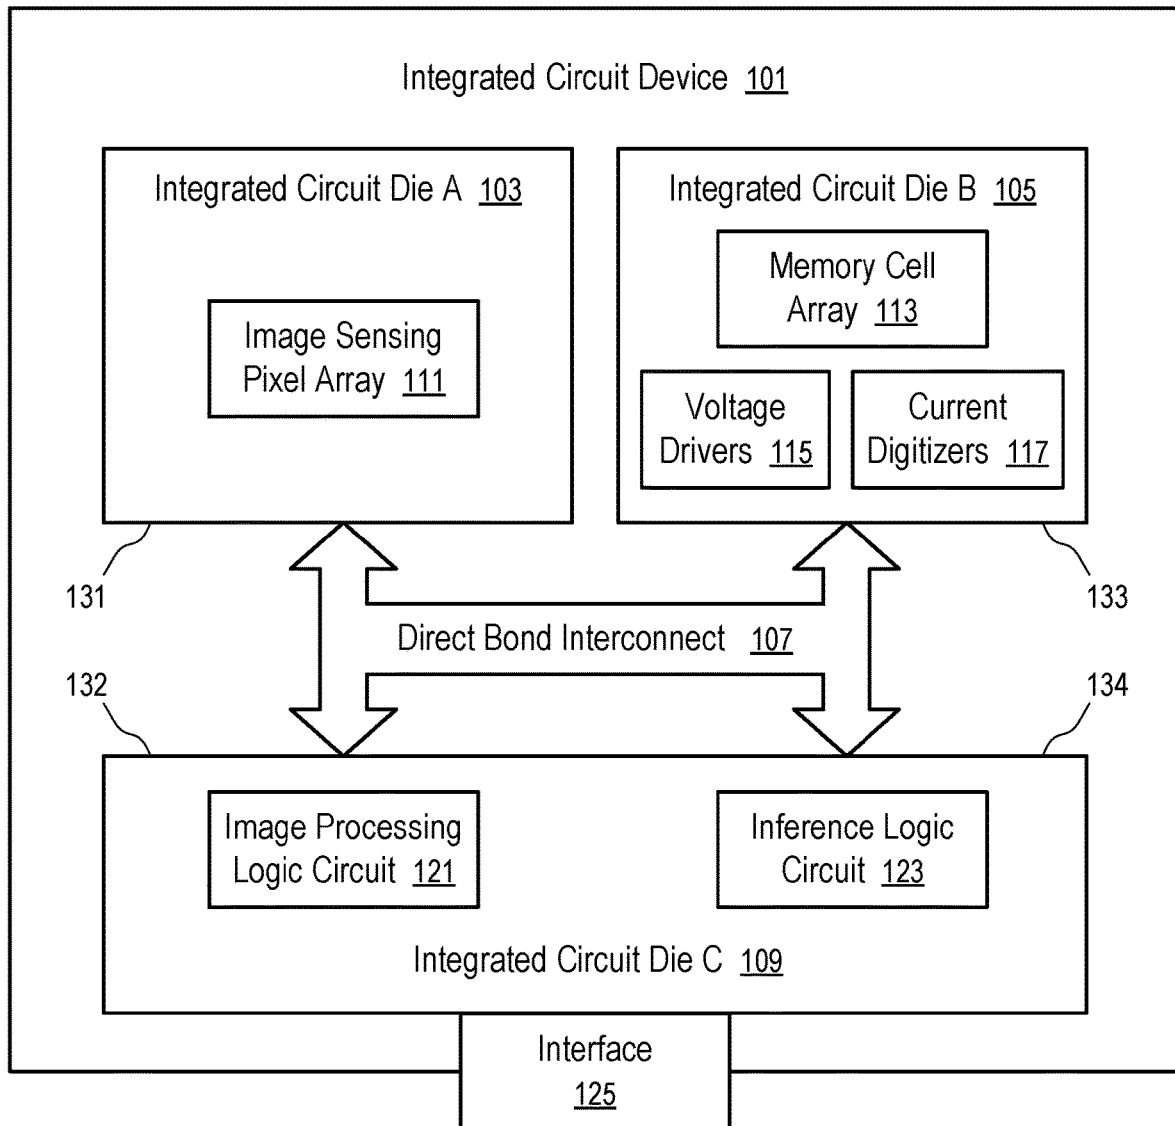 Integrated Circuit Device 101
Integrated Circuit Die A 103
Image Sensing
Pixel Array 111
Integrated Circuit Die B 105
Memory Cell
Array 113
Voltage
Drivers 115
Current
Digitizers 117
131
133
Direct Bond Interconnect 107
132
134
Image Processing
Logic Circuit 121
Inference Logic
Circuit 123
Integrated Circuit Die C 109
Interface
125